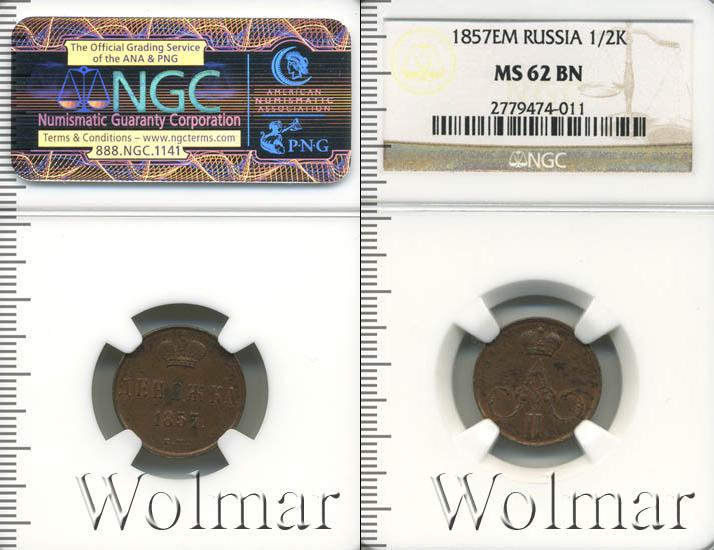 The Official Grading Service
of the ANA & PNG
NGC
Numismatic Guaranty Corporation
Terms & Conditions – www.ngcterms.com
888.NGC.1141
AMERICAN
NUMISMATIC
ASSOCIATION
P·N·G
1857EM RUSSIA 1/2K
MS 62 BN
2779474-011
NGC
ДЕНЕЖКА
1857.
Е.М.
А
II
Wolmar
Wolmar